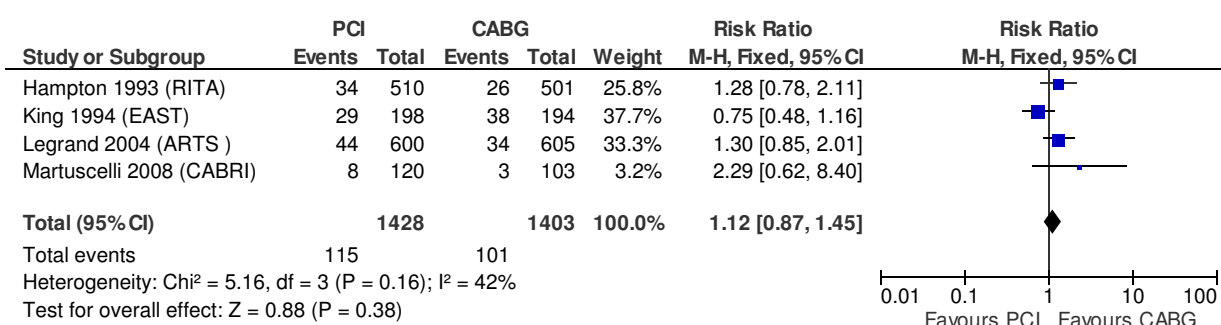 PCI CABG Risk Ratio Risk Ratio
Study or Subgroup Events Total Events Total Weight M-H, Fixed, 95% CI M-H, Fixed, 95% CI
Hampton 1993 (RITA) 34 510 26 501 25.8% 1.28 [0.78, 2.11]
King 1994 (EAST) 29 198 38 194 37.7% 0.75 [0.48, 1.16]
Legrand 2004 (ARTS ) 44 600 34 605 33.3% 1.30 [0.85, 2.01]
Martuscelli 2008 (CABRI) 8 120 3 103 3.2% 2.29 [0.62, 8.40]
Total (95% CI) 1428 1403 100.0% 1.12 [0.87, 1.45]
Total events 115 101
Heterogeneity: Chi² = 5.16, df = 3 (P = 0.16); I² = 42%
Test for overall effect: Z = 0.88 (P = 0.38)
0.01 0.1 1 10 100
Favours PCI Favours CABG